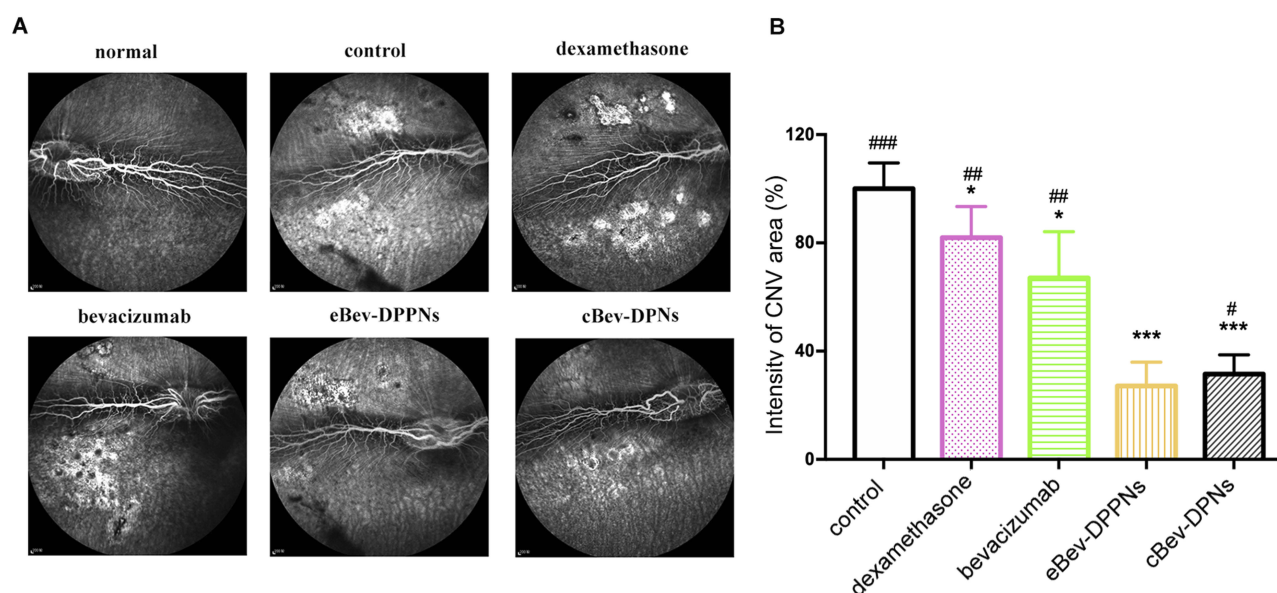 A
normal
control
dexamethasone
bevacizumab
eBev-DPPNs
cBev-DPNs
B
Intensity of CNV area (%)
120
80
40
0
###
##
*
##
*
***
#
***
control
dexamethasone
bevacizumab
eBev-DPPNs
cBev-DPNs